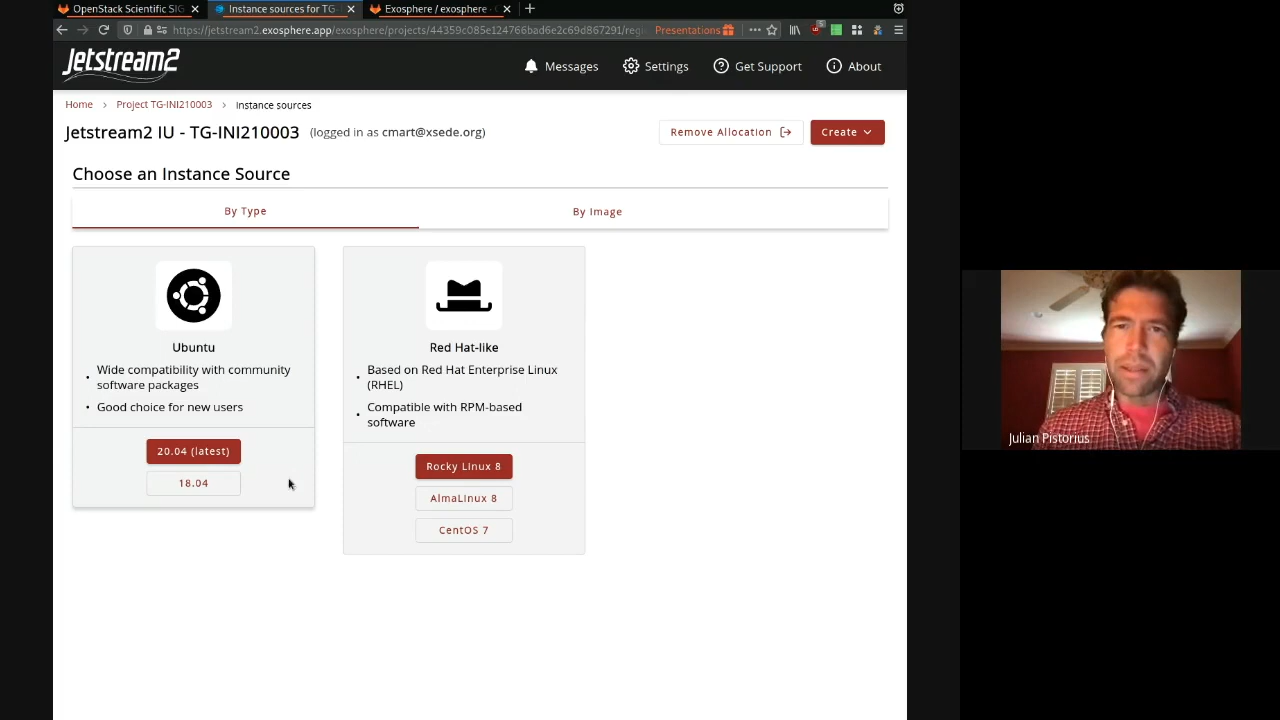 OpenStack Scientific SIG
Instance sources for TG-
Exosphere / exosphere ·
https://jetstream2.exosphere.app/exosphere/projects/44359c085e124766bad6e2c69d867291/regi
Presentations
5
Jetstream2
Messages
Settings
Get Support
About
Home
Project TG-INI210003
Instance sources
Jetstream2 IU - TG-INI210003 (logged in as cmart@xsede.org)
Remove Allocation
Create
Choose an Instance Source
By Type
By Image
Ubuntu
• Wide compatibility with community
software packages
• Good choice for new users
20.04 (latest)
18.04
Red Hat-like
• Based on Red Hat Enterprise Linux
(RHEL)
• Compatible with RPM-based
software
Rocky Linux 8
AlmaLinux 8
CentOS 7
Julian Pistorius